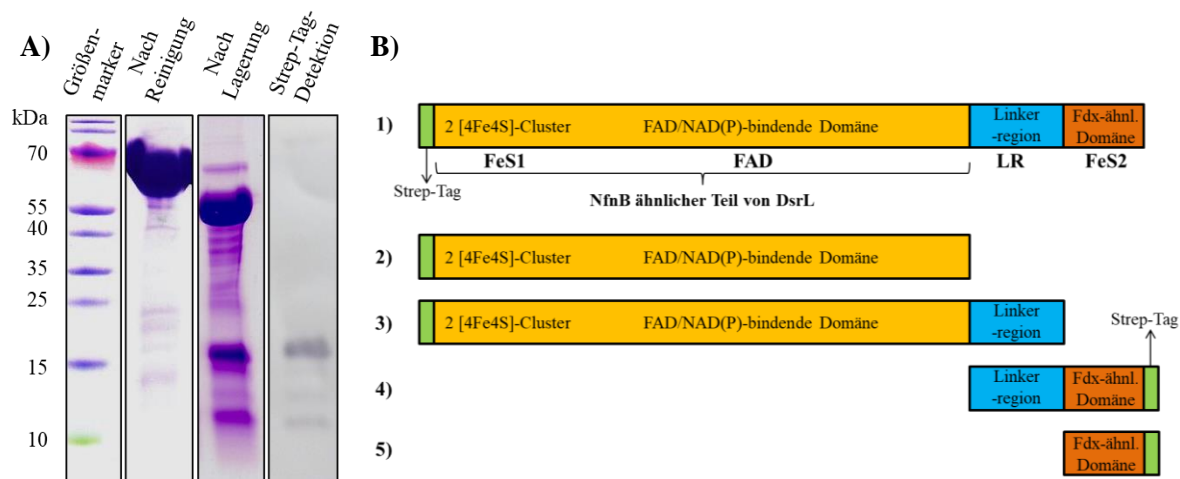 A)
Größen-
marker
Nach
Reinigung
Nach
Lagerung
Strep-Tag-
Detektion
kDa
70
55
40
35
25
15
10
B)
1)
2 [4Fe4S]-Cluster FAD/NAD(P)-bindende Domäne
Linker
-region
Fdx-ähnl.
Domäne
FeS1 FAD LR FeS2
Strep-Tag
NfnB ähnlicher Teil von DsrL
2)
2 [4Fe4S]-Cluster FAD/NAD(P)-bindende Domäne
3)
2 [4Fe4S]-Cluster FAD/NAD(P)-bindende Domäne
Linker
-region
Strep-Tag
4)
Linker
-region
Fdx-ähnl.
Domäne
5)
Fdx-ähnl.
Domäne